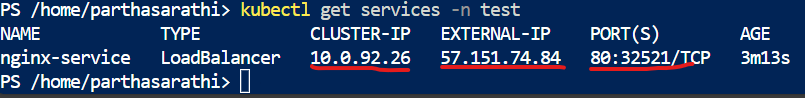 PS /home/parthasarathi> kubectl get services -n test
NAME TYPE CLUSTER-IP EXTERNAL-IP PORT(S) AGE
nginx-service LoadBalancer 10.0.92.26 57.151.74.84 80:32521/TCP 3m13s
PS /home/parthasarathi>